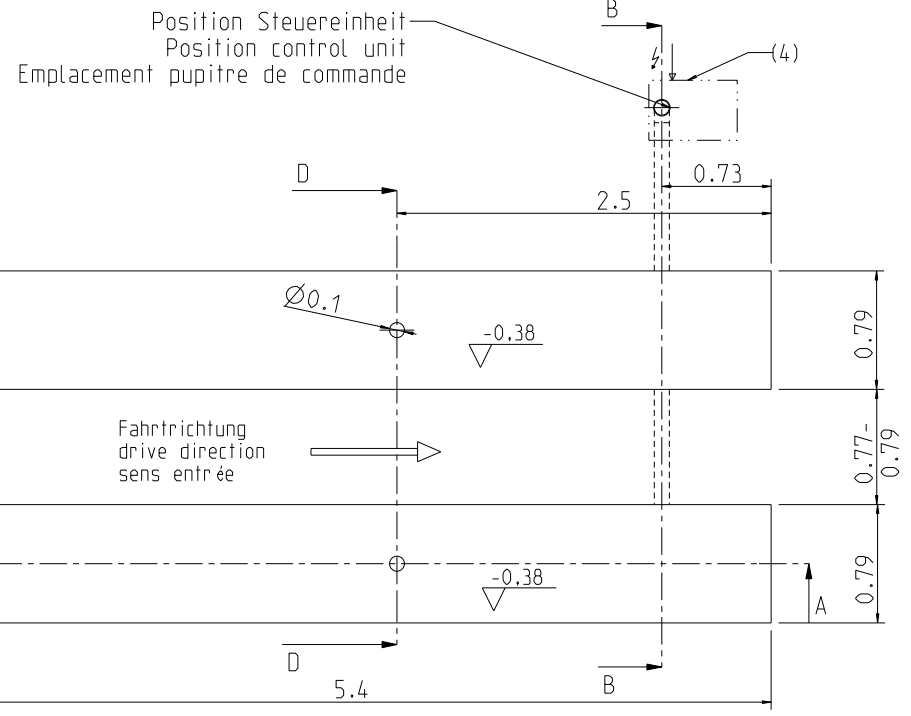 Position Steuereinheit
Position control unit
Emplacement pupitre de commande
B
(4)
D
0.73
2.5
Ø0.1
-0.38
0.79
Fahrtrichtung
drive direction
sens entrée
0.77-
0.79
-0.38
0.79
A
D
B
5.4